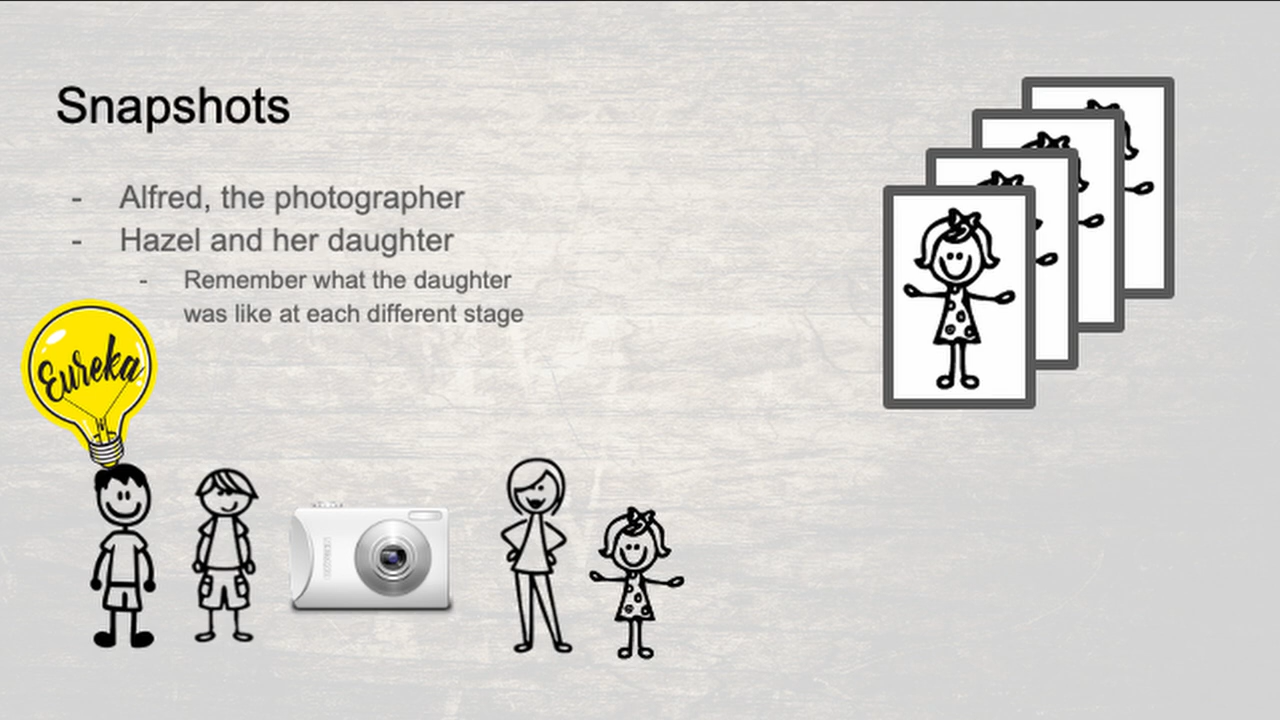 Snapshots
- Alfred, the photographer
- Hazel and her daughter
- Remember what the daughter
was like at each different stage
Eureka